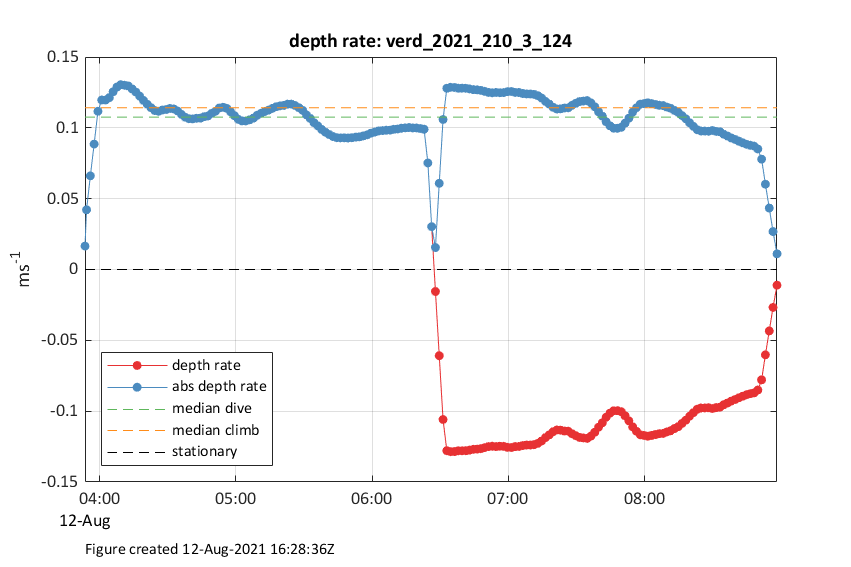 depth rate: verd_2021_210_3_124
0.15
0.1
0.05
0
-0.05
-0.1
-0.15
ms-1
depth rate
abs depth rate
median dive
median climb
stationary
04:00 05:00 06:00 07:00 08:00
12-Aug
Figure created 12-Aug-2021 16:28:36Z